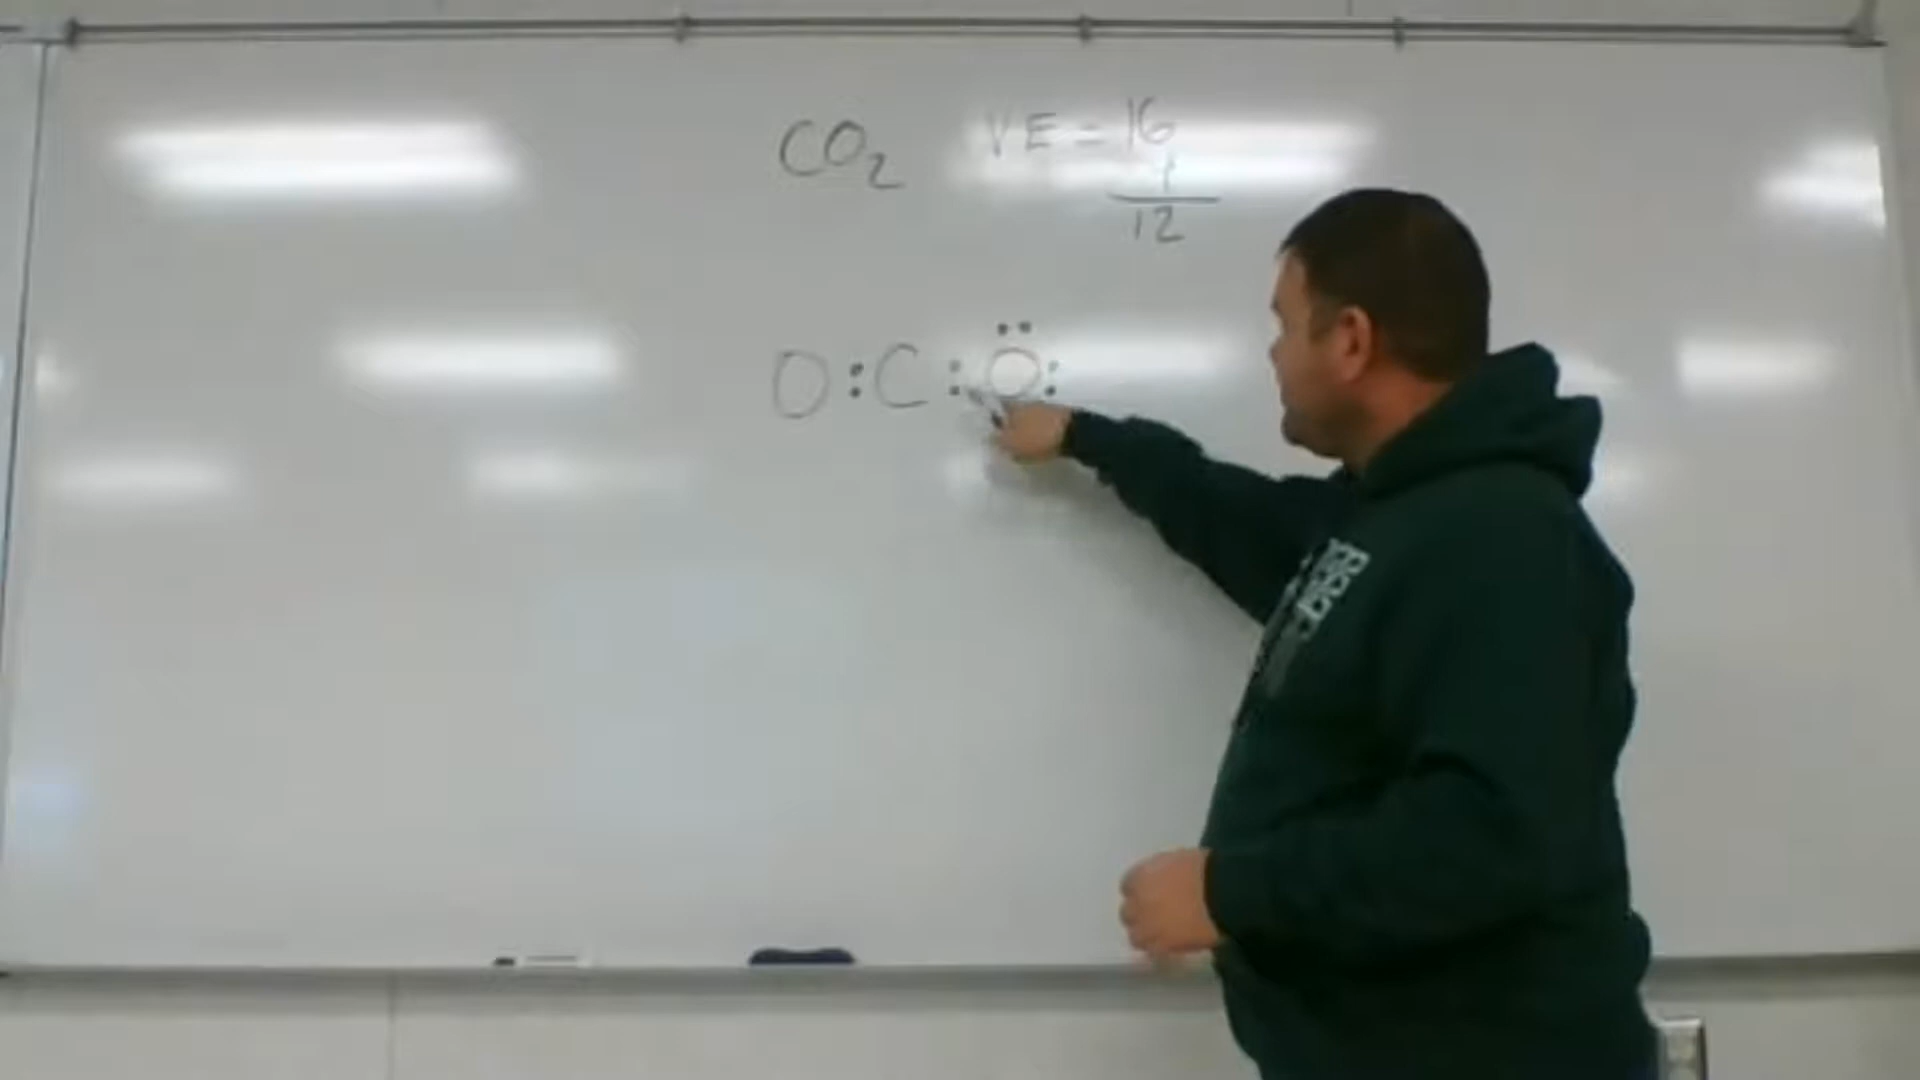 CO₂ VE = 16
4
12
O : C : O :